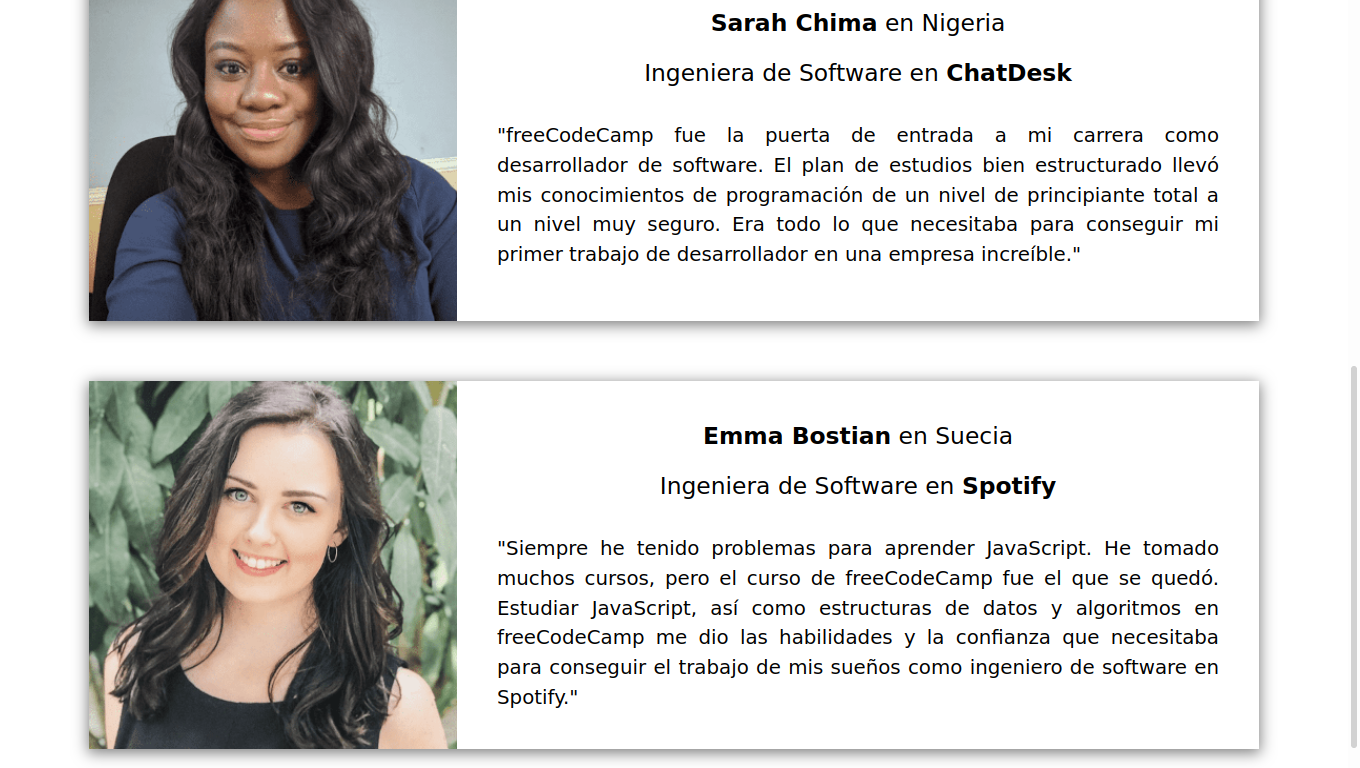 Sarah Chima en Nigeria
Ingeniera de Software en ChatDesk
"freeCodeCamp fue la puerta de entrada a mi carrera como
desarrollador de software. El plan de estudios bien estructurado llevó
mis conocimientos de programación de un nivel de principiante total a
un nivel muy seguro. Era todo lo que necesitaba para conseguir mi
primer trabajo de desarrollador en una empresa increíble."
Emma Bostian en Suecia
Ingeniera de Software en Spotify
"Siempre he tenido problemas para aprender JavaScript. He tomado
muchos cursos, pero el curso de freeCodeCamp fue el que se quedó.
Estudiar JavaScript, así como estructuras de datos y algoritmos en
freeCodeCamp me dio las habilidades y la confianza que necesitaba
para conseguir el trabajo de mis sueños como ingeniero de software en
Spotify."